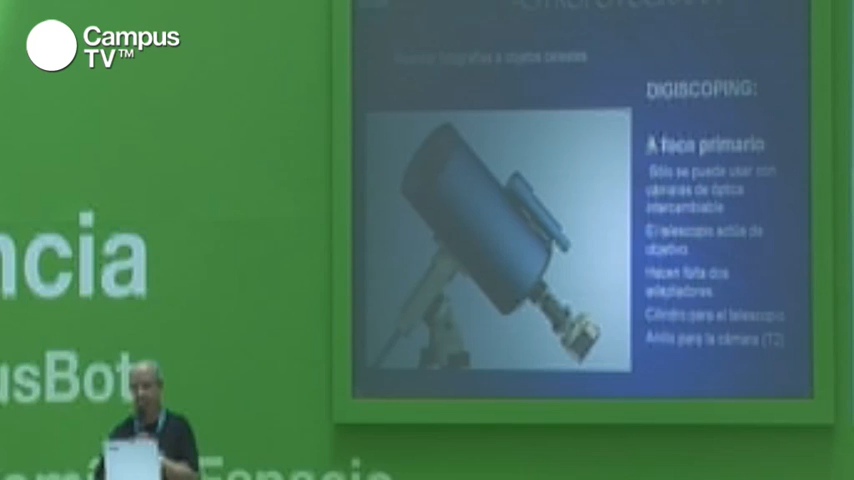 Campus
TV™
DIGISCOPING:
A foco primario
Sólo se puede usar con
cámaras de óptica
intercambiable
El telescopio actúa de
objetivo
Hacen falta dos
adaptadores
Cilindro para el telescopio
Anillo para la cámara (T2)
ncia
usBot
Espacio